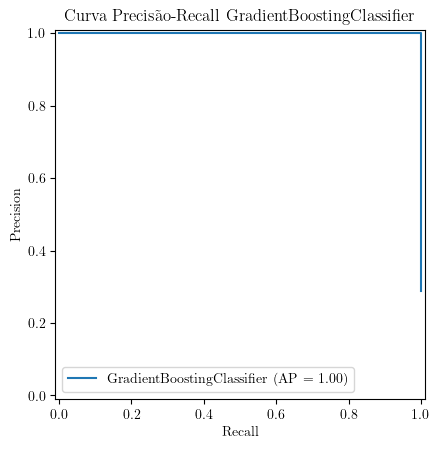 Curva Precisão-Recall GradientBoostingClassifier
1.0
0.8
0.6
0.4
0.2
0.0
Precision
GradientBoostingClassifier (AP = 1.00)
0.0 0.2 0.4 0.6 0.8 1.0
Recall